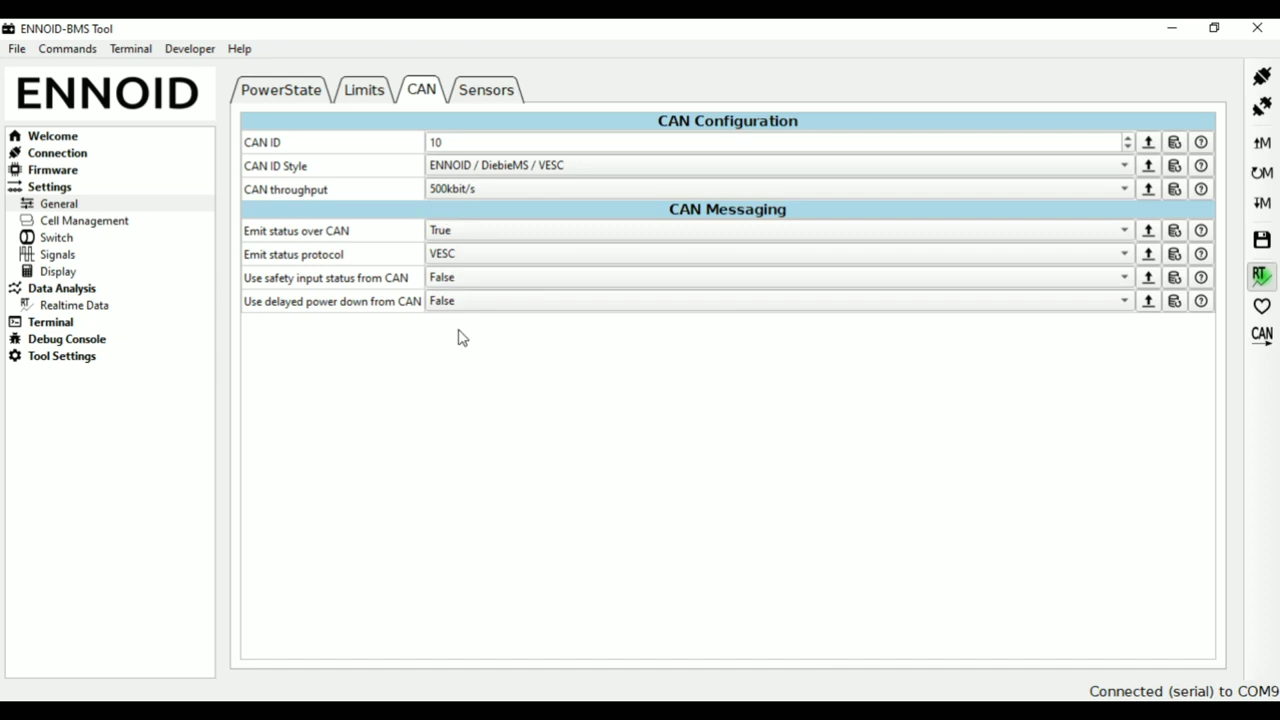 ENNOID-BMS Tool
File Commands Terminal Developer Help
ENNOID
Welcome
Connection
Firmware
Settings
General
Cell Management
Switch
Signals
Display
Data Analysis
RT Realtime Data
Terminal
Debug Console
Tool Settings
PowerState Limits CAN Sensors
CAN Configuration
CAN ID 10
CAN ID Style ENNOID / DiebieMS / VESC
CAN throughput 500kbit/s
CAN Messaging
Emit status over CAN True
Emit status protocol VESC
Use safety input status from CAN False
Use delayed power down from CAN False
↑M
↻M
↓M
RT
CAN
Connected (serial) to COM9